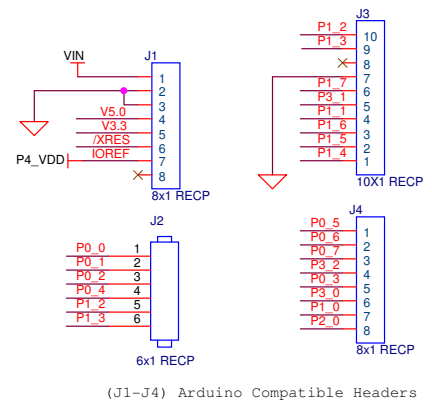 J1
VIN
1
2
3
V5.0 4
V3.3 5
/XRES 6
P4_VDD IOREF 7
8
8x1 RECP
J3
P1_2 10
P1_3 9
8
7
P1_7 6
P3_1 5
P1_1 4
P1_6 3
P1_5 2
P1_4 1
10X1 RECP
J2
P0_0 1
P0_1 2
P0_2 3
P0_4 4
P1_2 5
P1_3 6
6x1 RECP
J4
P0_5 1
P0_6 2
P0_7 3
P3_2 4
P0_3 5
P3_0 6
P1_0 7
P2_0 8
8x1 RECP
(J1-J4) Arduino Compatible Headers